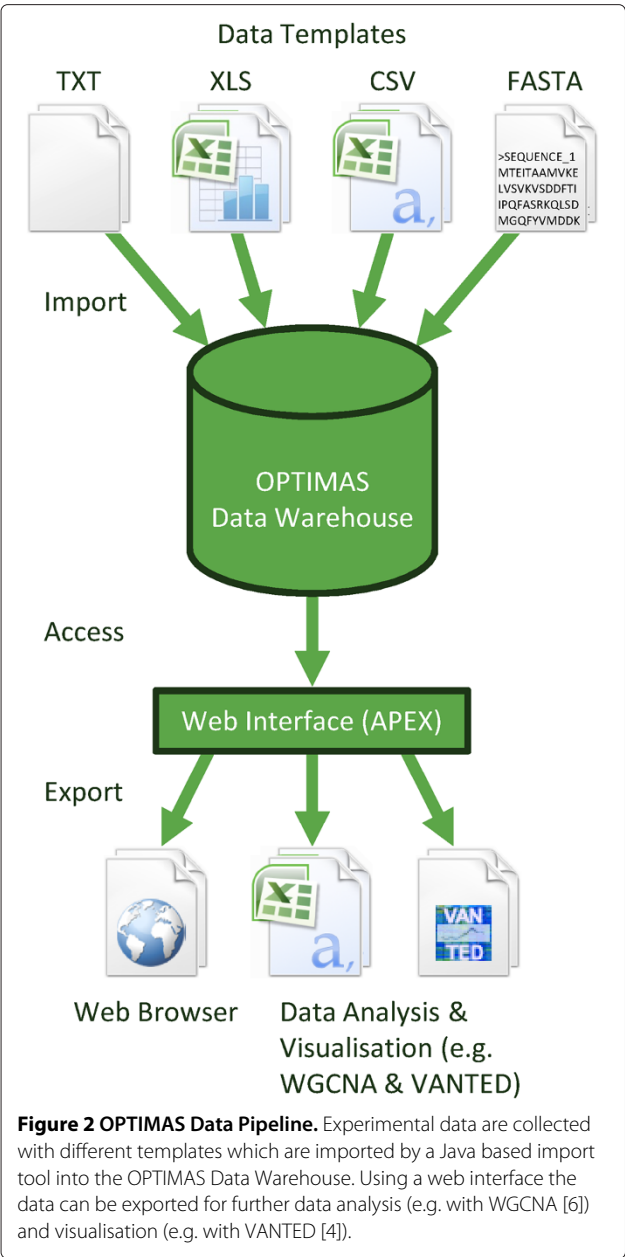 Data Templates
TXT XLS CSV FASTA
>SEQUENCE_1
MTEITAAMVKE
LVSVKVSDDFTI
IPQFASRKQLSD
MGQFYVMDDK
a,
Import
OPTIMAS
Data Warehouse
Access
Web Interface (APEX)
Export
a,
VAN
TED
Web Browser
Data Analysis &
Visualisation (e.g.
WGCNA & VANTED)
Figure 2 OPTIMAS Data Pipeline. Experimental data are collected
with different templates which are imported by a Java based import
tool into the OPTIMAS Data Warehouse. Using a web interface the
data can be exported for further data analysis (e.g. with WGCNA [6])
and visualisation (e.g. with VANTED [4]).